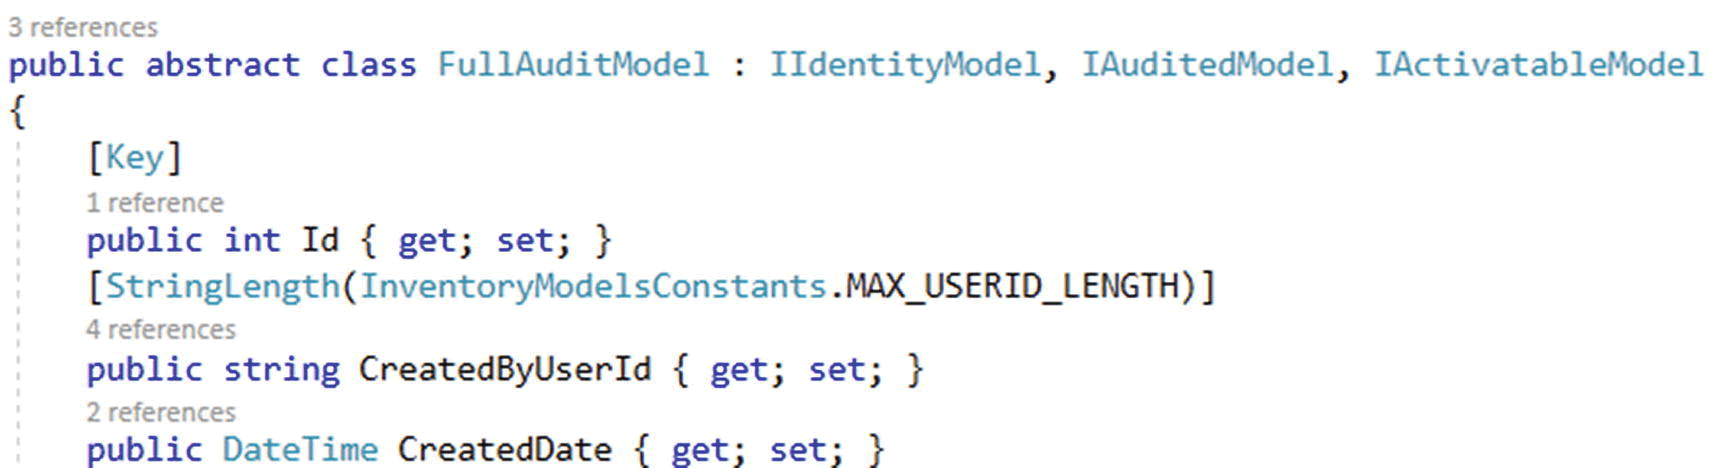 3 references
public abstract class FullAuditModel : IIdentityModel, IAuditedModel, IActivatableModel
{
[Key]
1 reference
public int Id { get; set; }
[StringLength(InventoryModelsConstants.MAX_USERID_LENGTH)]
4 references
public string CreatedByUserId { get; set; }
2 references
public DateTime CreatedDate { get; set; }